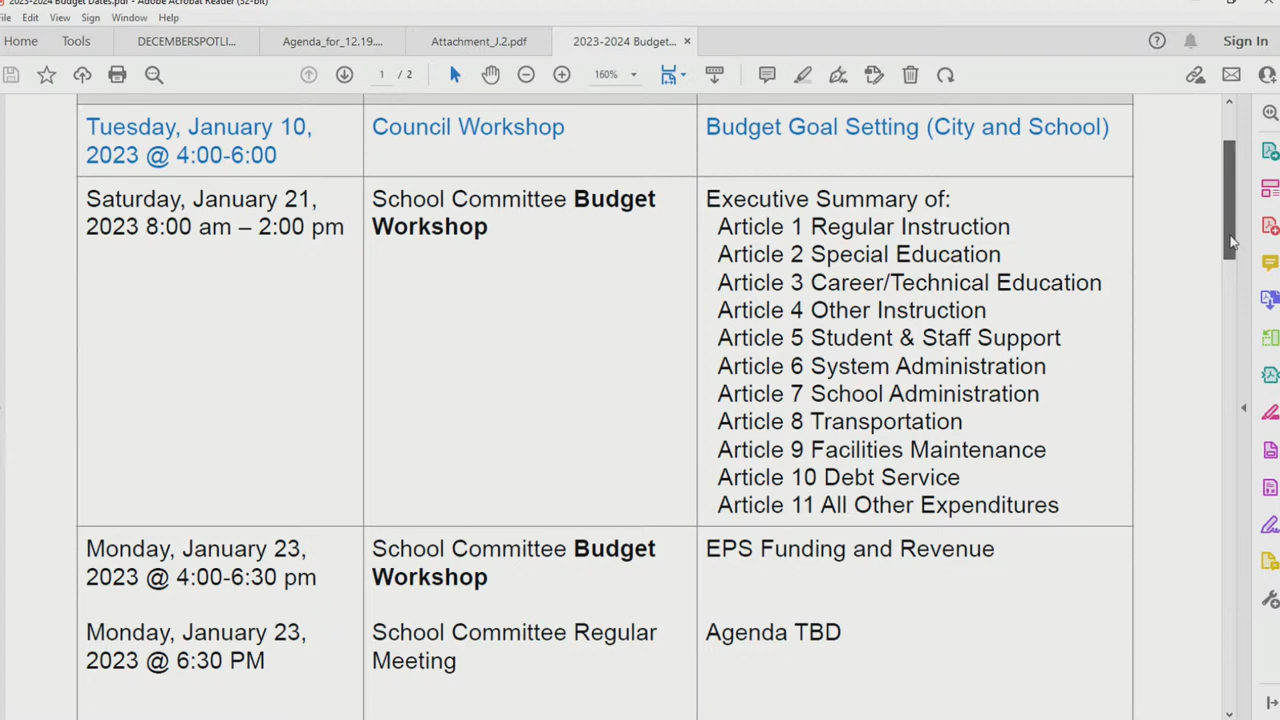 2023-2024 Budget Dates.pdf - Adobe Acrobat Reader (32-bit)
File Edit View Sign Window Help
Home Tools DECEMBERSPOTLI... Agenda_for_12.19.... Attachment_J.2.pdf 2023-2024 Budget... × Sign In
1 / 2 160%
Tuesday, January 10,
2023 @ 4:00-6:00
Council Workshop
Budget Goal Setting (City and School)
Saturday, January 21,
2023 8:00 am – 2:00 pm
School Committee Budget
Workshop
Executive Summary of:
Article 1 Regular Instruction
Article 2 Special Education
Article 3 Career/Technical Education
Article 4 Other Instruction
Article 5 Student & Staff Support
Article 6 System Administration
Article 7 School Administration
Article 8 Transportation
Article 9 Facilities Maintenance
Article 10 Debt Service
Article 11 All Other Expenditures
Monday, January 23,
2023 @ 4:00-6:30 pm
School Committee Budget
Workshop
EPS Funding and Revenue
Monday, January 23,
2023 @ 6:30 PM
School Committee Regular
Meeting
Agenda TBD